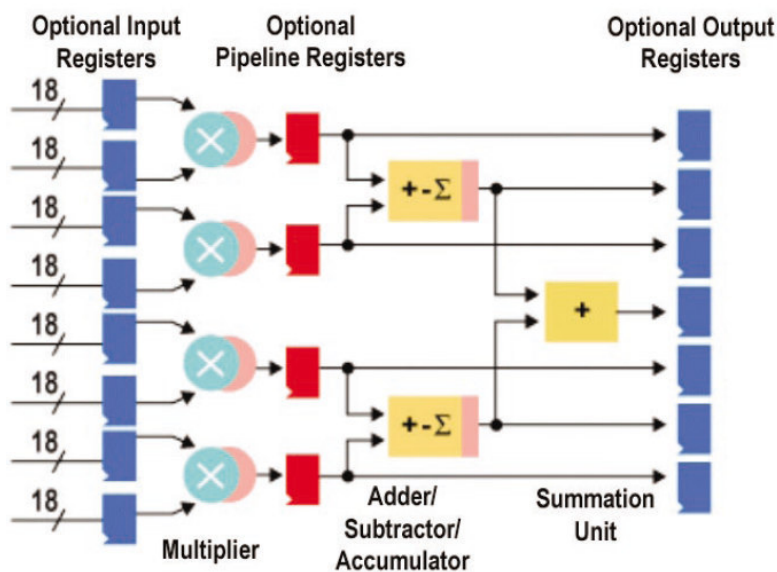 Optional Input
Registers
Optional
Pipeline Registers
Optional Output
Registers
18
18
18
18
18
18
18
18
+-Σ
+
+-Σ
Multiplier
Adder/
Subtractor/
Accumulator
Summation
Unit